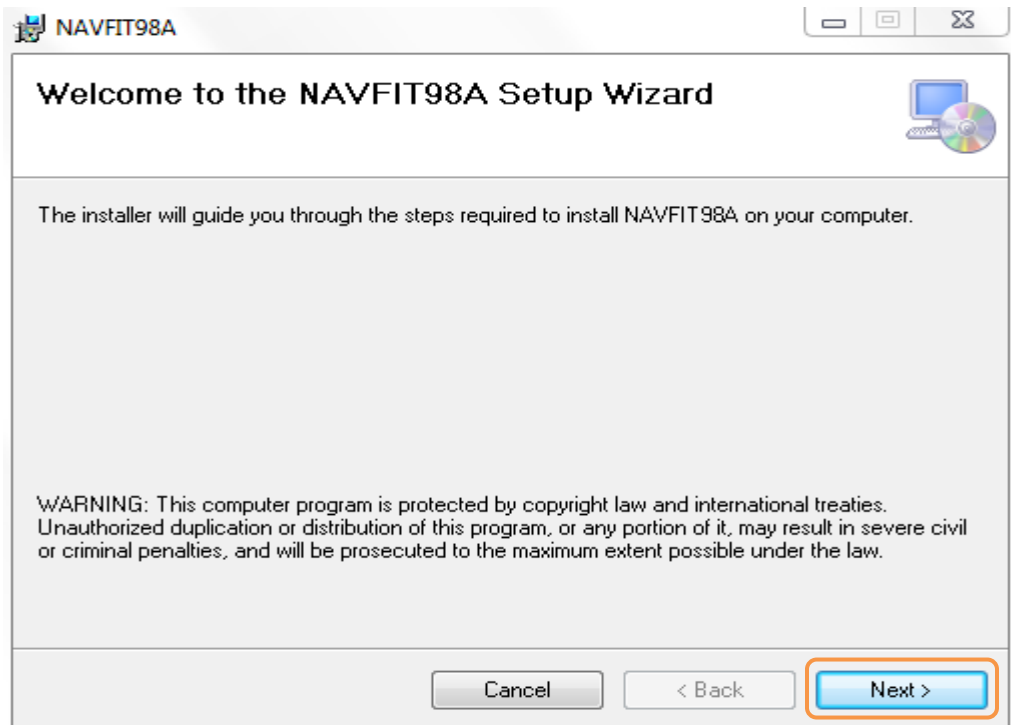 NAVFIT98A
Welcome to the NAVFIT98A Setup Wizard
The installer will guide you through the steps required to install NAVFIT98A on your computer.
WARNING: This computer program is protected by copyright law and international treaties.
Unauthorized duplication or distribution of this program, or any portion of it, may result in severe civil
or criminal penalties, and will be prosecuted to the maximum extent possible under the law.
Cancel < Back Next >